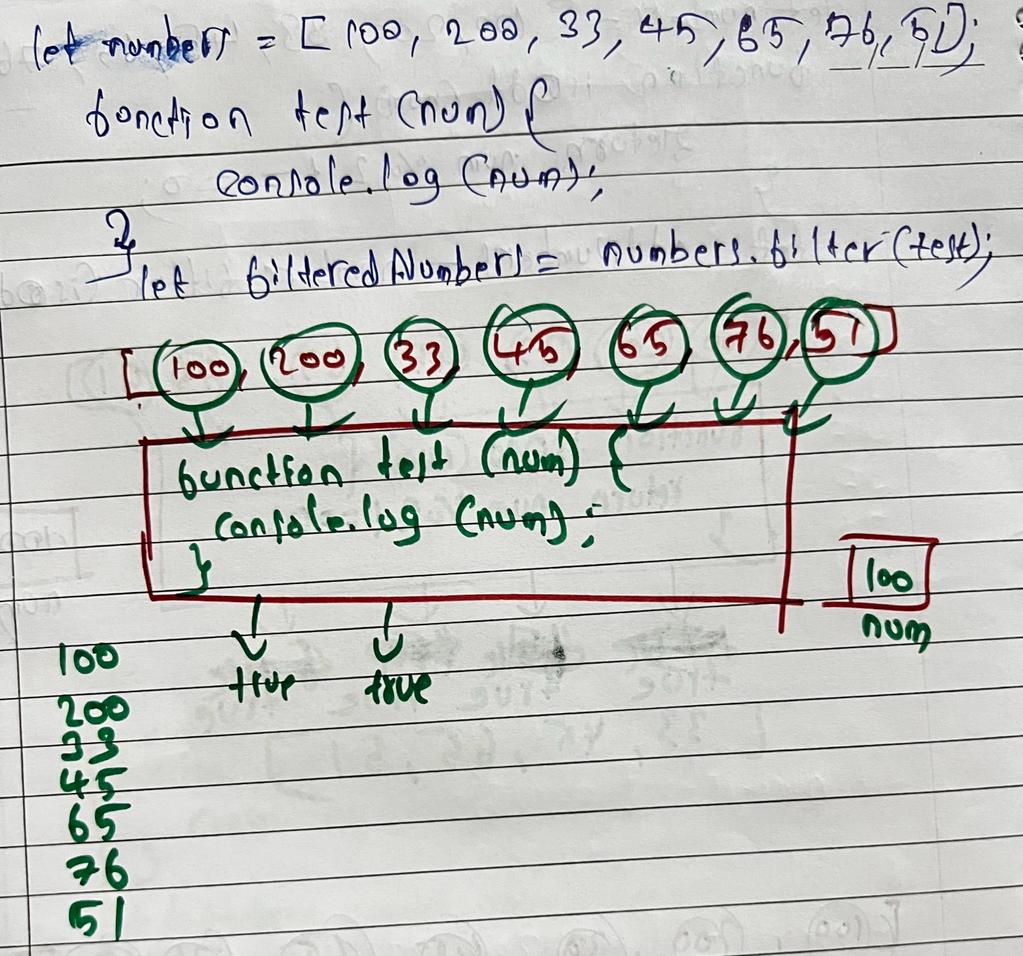 let numbers = [ 100, 200, 33, 45, 65, 76, 51];
function test (num) {
console.log (num);
}
let filteredNumbers = numbers.filter(test);
[100, 200, 33, 45, 65, 76, 51]
function test (num) {
console.log (num);
}
100
num
true true
100
200
33
45
65
76
51